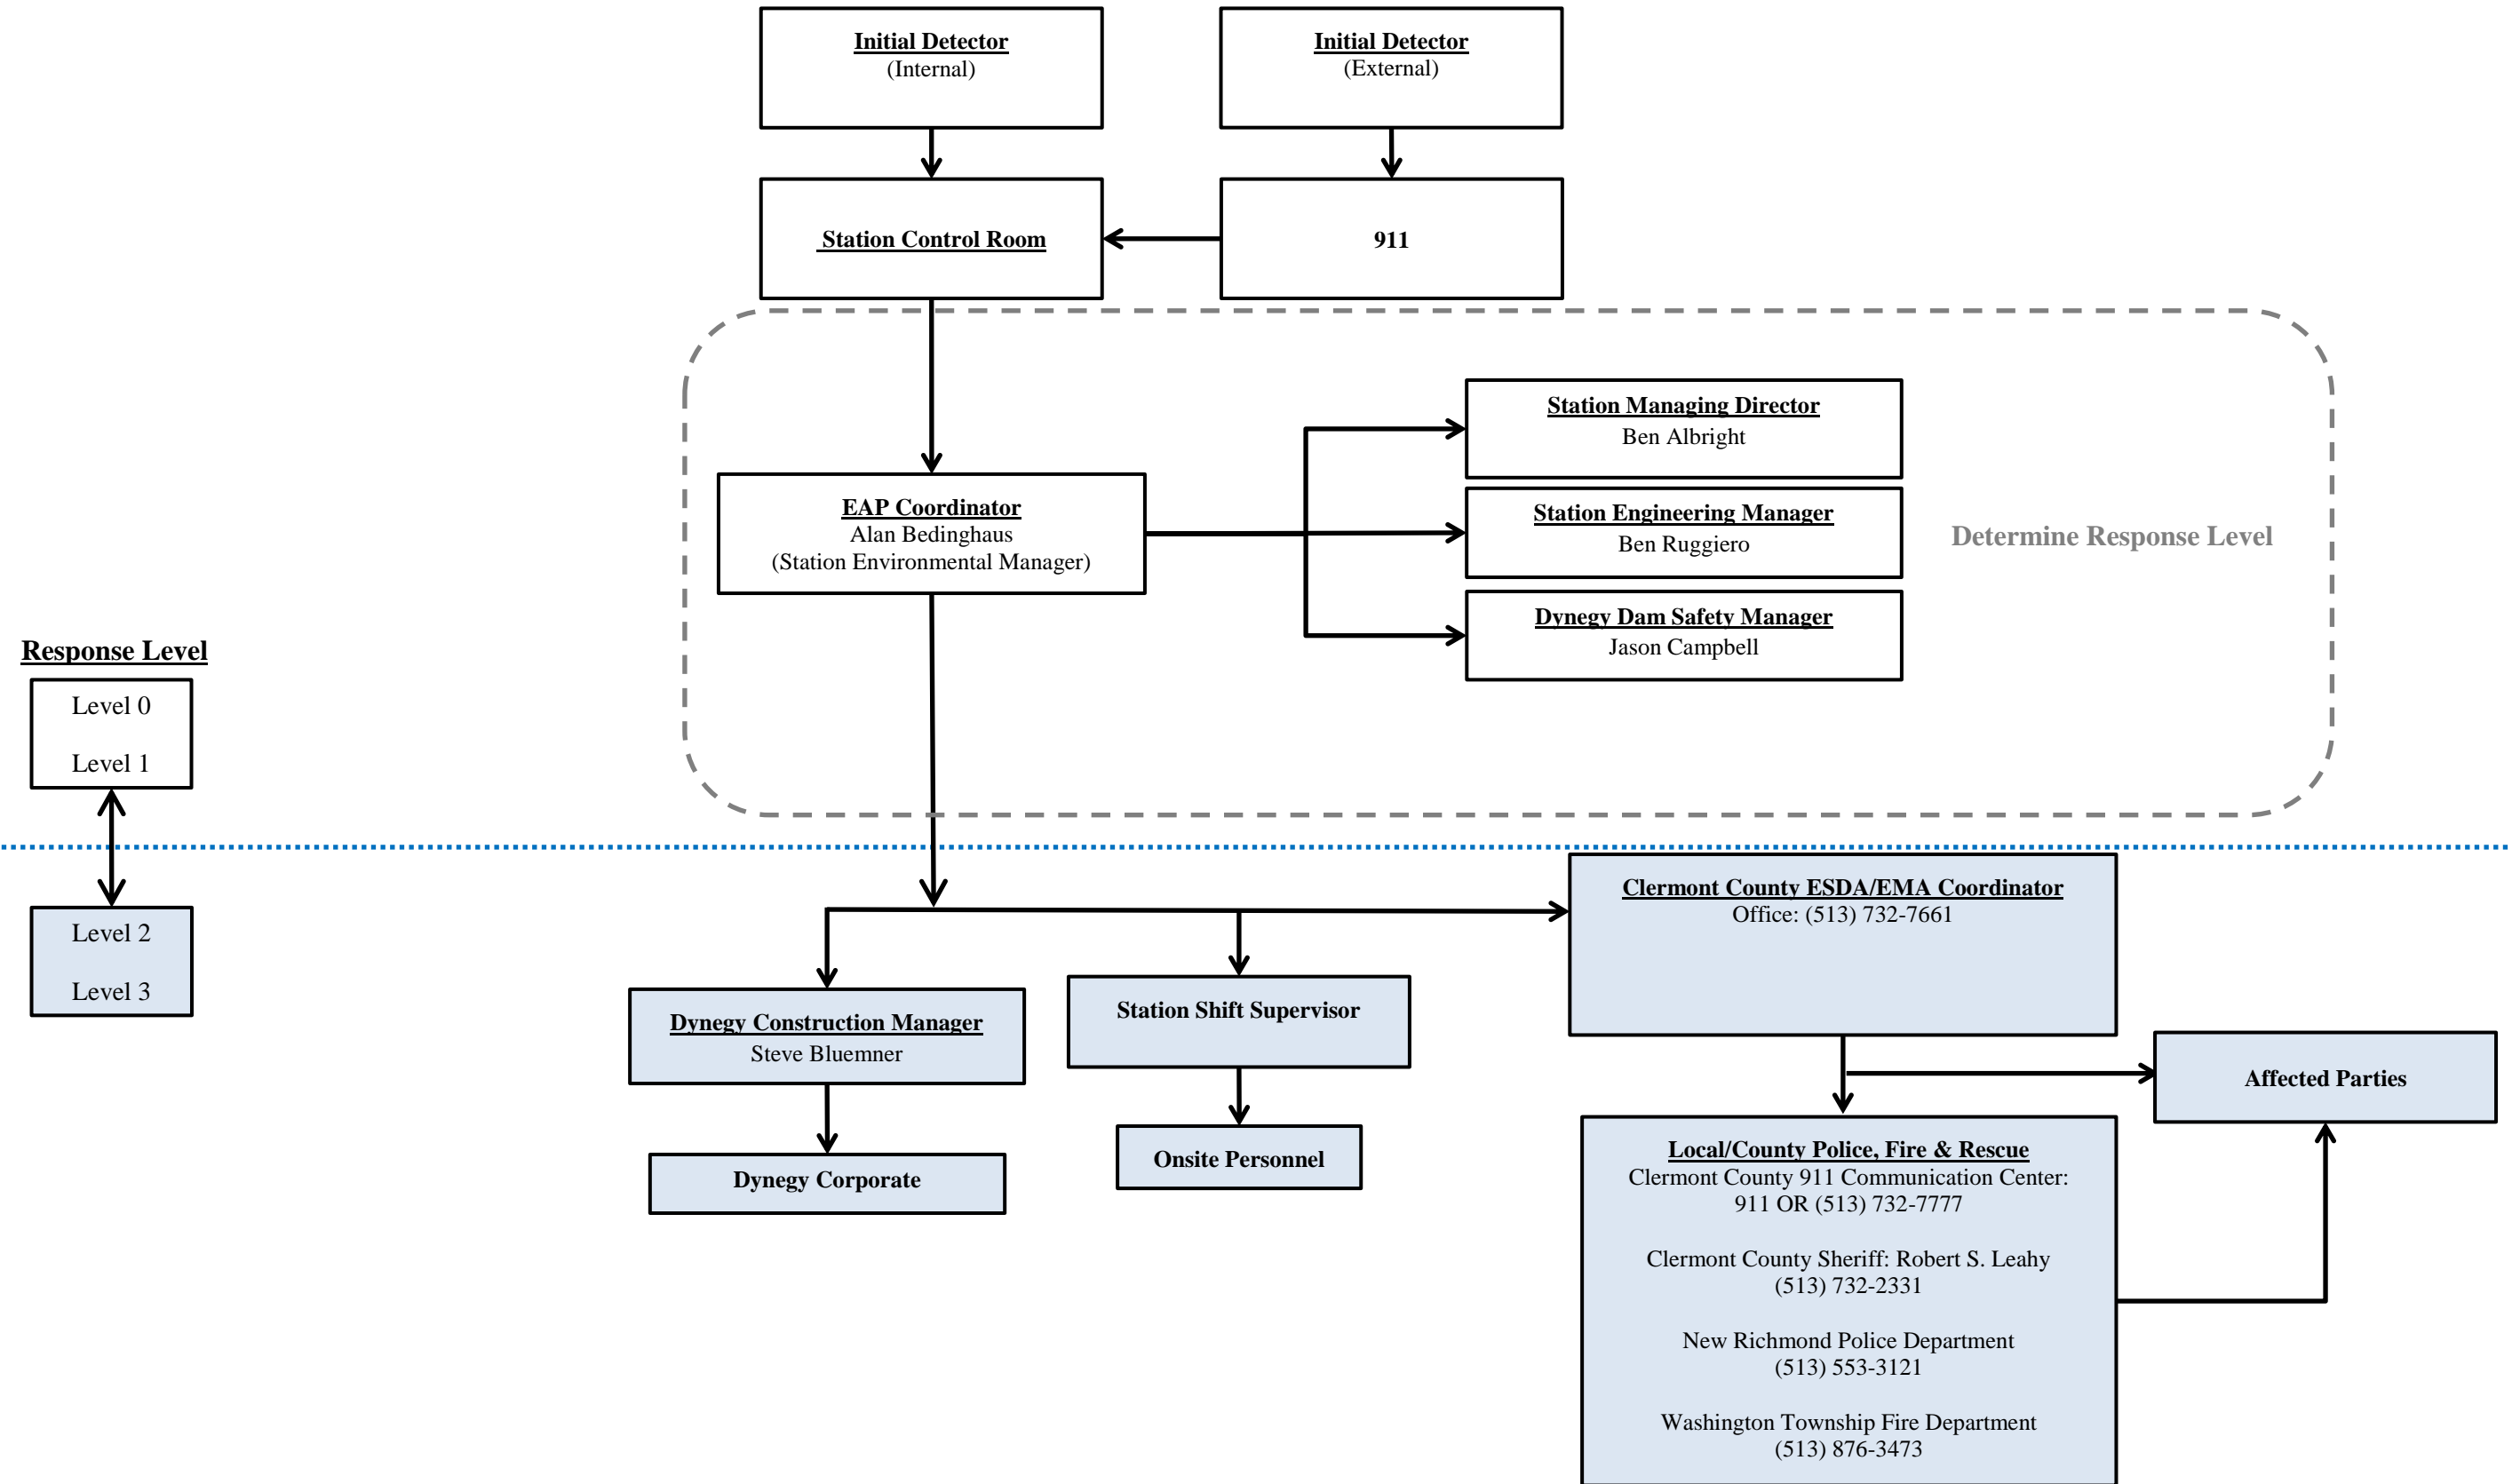 Initial Detector
(Internal)
Initial Detector
(External)
Station Control Room
911
Station Managing Director
Ben Albright
EAP Coordinator
Alan Bedinghaus
(Station Environmental Manager)
Station Engineering Manager
Ben Ruggiero
Determine Response Level
Dynegy Dam Safety Manager
Jason Campbell
Response Level
Level 0
Level 1
Level 2
Level 3
Clermont County ESDA/EMA Coordinator
Office: (513) 732-7661
Dynegy Construction Manager
Steve Bluemner
Station Shift Supervisor
Affected Parties
Dynegy Corporate
Onsite Personnel
Local/County Police, Fire & Rescue
Clermont County 911 Communication Center:
911 OR (513) 732-7777
Clermont County Sheriff: Robert S. Leahy
(513) 732-2331
New Richmond Police Department
(513) 553-3121
Washington Township Fire Department
(513) 876-3473